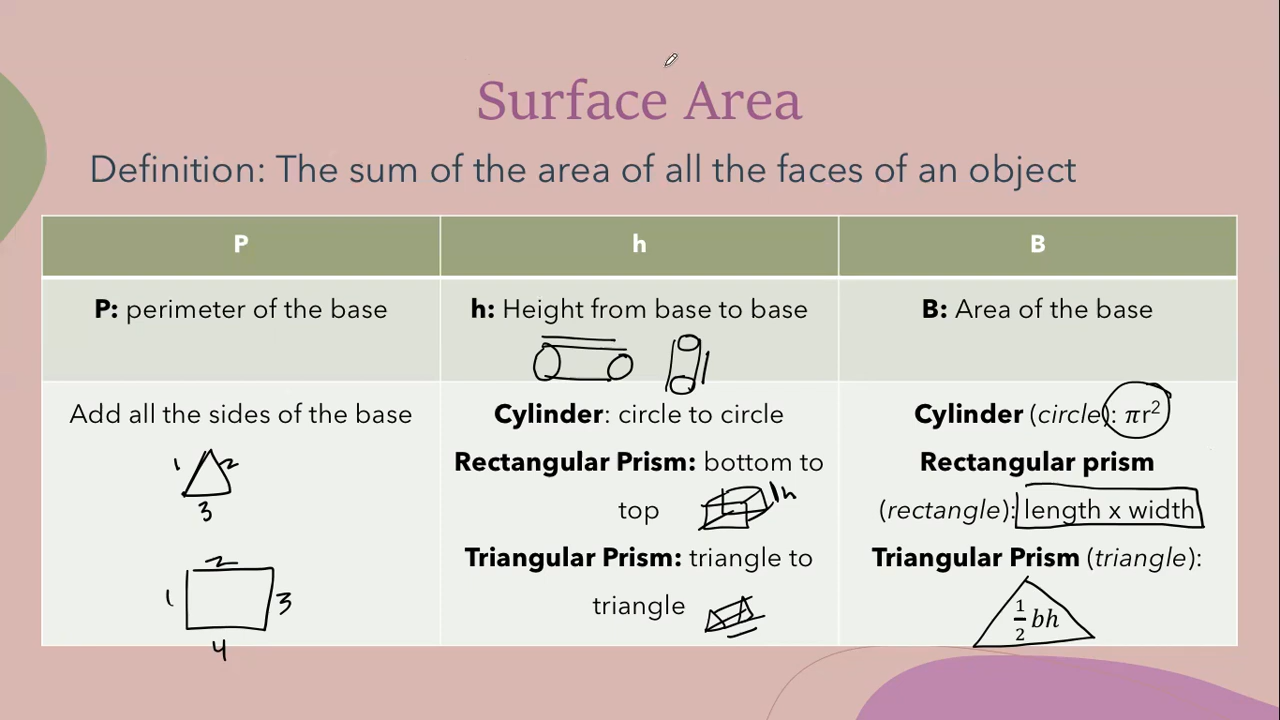 Surface Area
Definition: The sum of the area of all the faces of an object
P
h
B
P: perimeter of the base
h: Height from base to base
B: Area of the base
Add all the sides of the base
1 2
3
2
1 3
4
Cylinder: circle to circle
Rectangular Prism: bottom to
top
h
Triangular Prism: triangle to
triangle
Cylinder (circle): πr²
Rectangular prism
(rectangle): length x width
Triangular Prism (triangle):
½bh